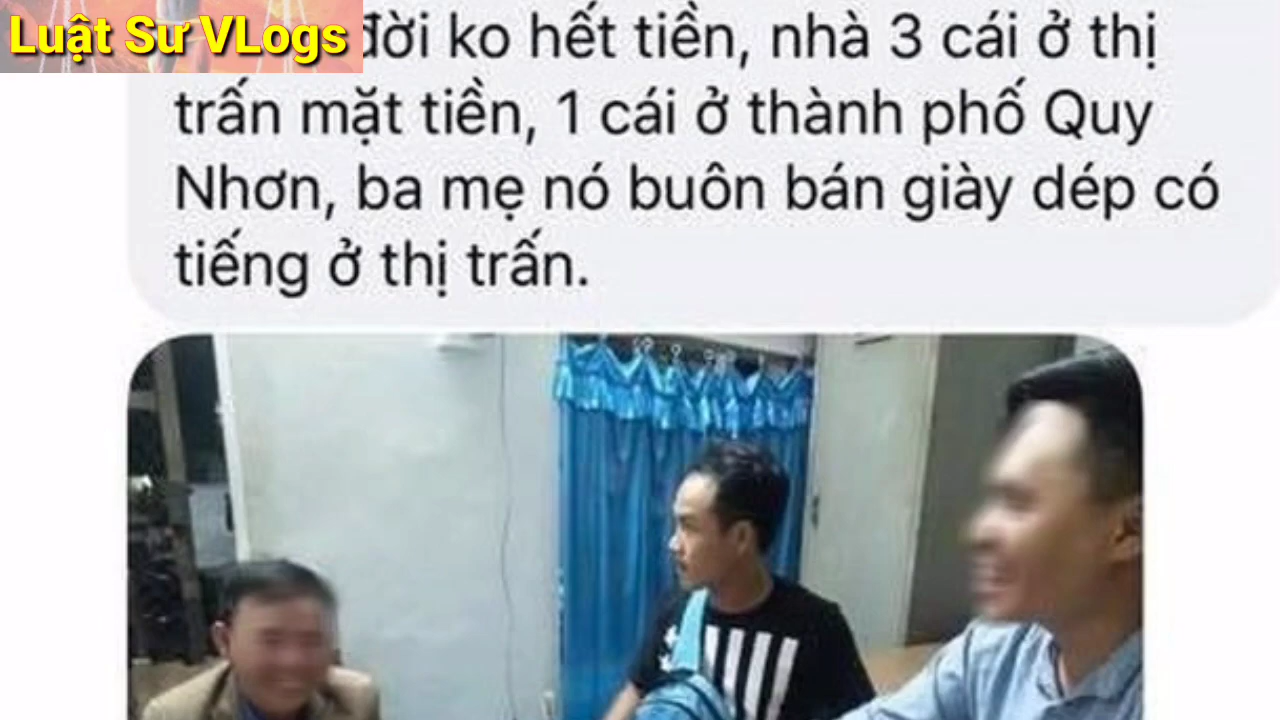 Luật Sư VLogs
đời ko hết tiền, nhà 3 cái ở thị
trấn mặt tiền, 1 cái ở thành phố Quy
Nhơn, ba mẹ nó buôn bán giày dép có
tiếng ở thị trấn.